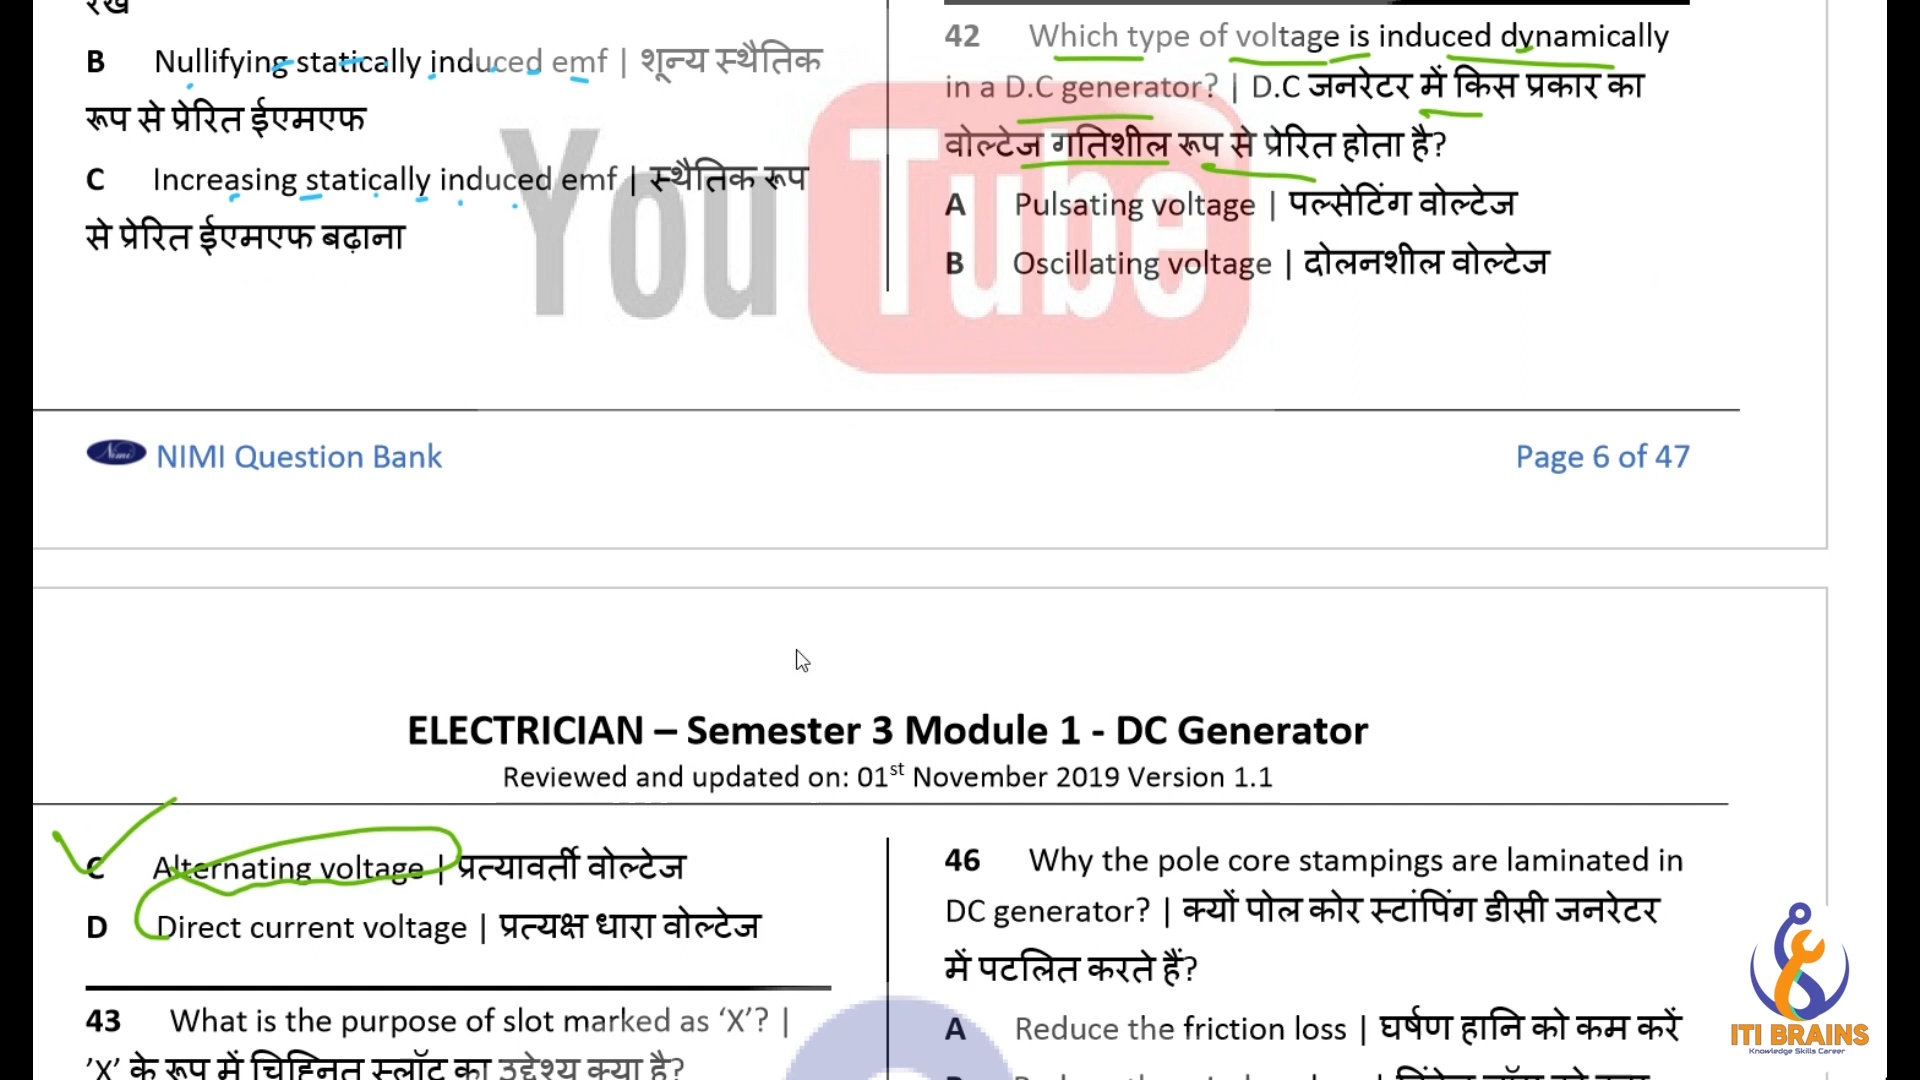 रखें
B Nullifying statically induced emf | शून्य स्थैतिक
रूप से प्रेरित ईएमएफ
C Increasing statically induced emf | स्थैतिक रूप
से प्रेरित ईएमएफ बढ़ाना
42 Which type of voltage is induced dynamically
in a D.C generator? | D.C जनरेटर में किस प्रकार का
वोल्टेज गतिशील रूप से प्रेरित होता है?
A Pulsating voltage | पल्सेटिंग वोल्टेज
B Oscillating voltage | दोलनशील वोल्टेज
YouTube
Nimi NIMI Question Bank
Page 6 of 47
ELECTRICIAN – Semester 3 Module 1 - DC Generator
Reviewed and updated on: 01st November 2019 Version 1.1
C Alternating voltage | प्रत्यावर्ती वोल्टेज
D Direct current voltage | प्रत्यक्ष धारा वोल्टेज
43 What is the purpose of slot marked as ‘X’? |
’X’ के रूप में चिह्नित स्लॉट का उद्देश्य क्या है?
46 Why the pole core stampings are laminated in
DC generator? | क्यों पोल कोर स्टांपिंग डीसी जनरेटर
में पटलित करते हैं?
A Reduce the friction loss | घर्षण हानि को कम करें
ITI BRAINS
Knowledge Skills Career